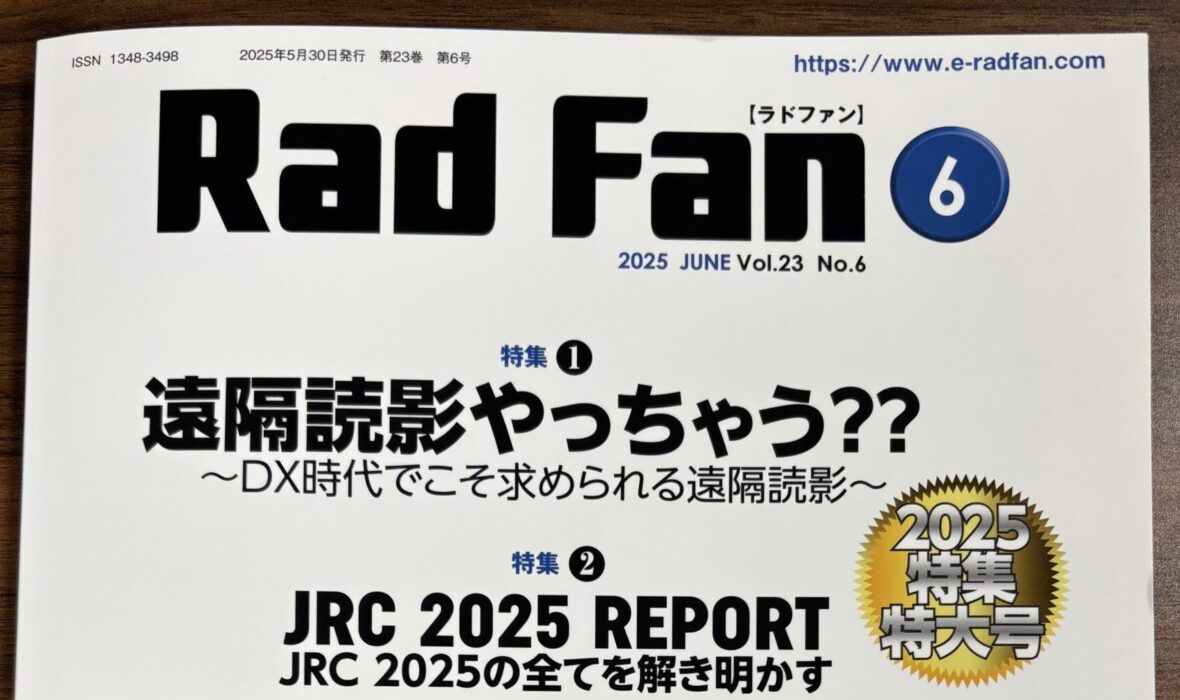 ISSN 1348-3498 2025年5月30日発行 第23巻 第6号 https://www.e-radfan.com
【ラドファン】
Rad Fan 6
2025 JUNE Vol.23 No.6
特集 1
遠隔読影やっちゃう??
～DX時代でこそ求められる遠隔読影～
2025
特集
特大号
特集 2
JRC 2025 REPORT
JRC 2025の全てを解き明かす